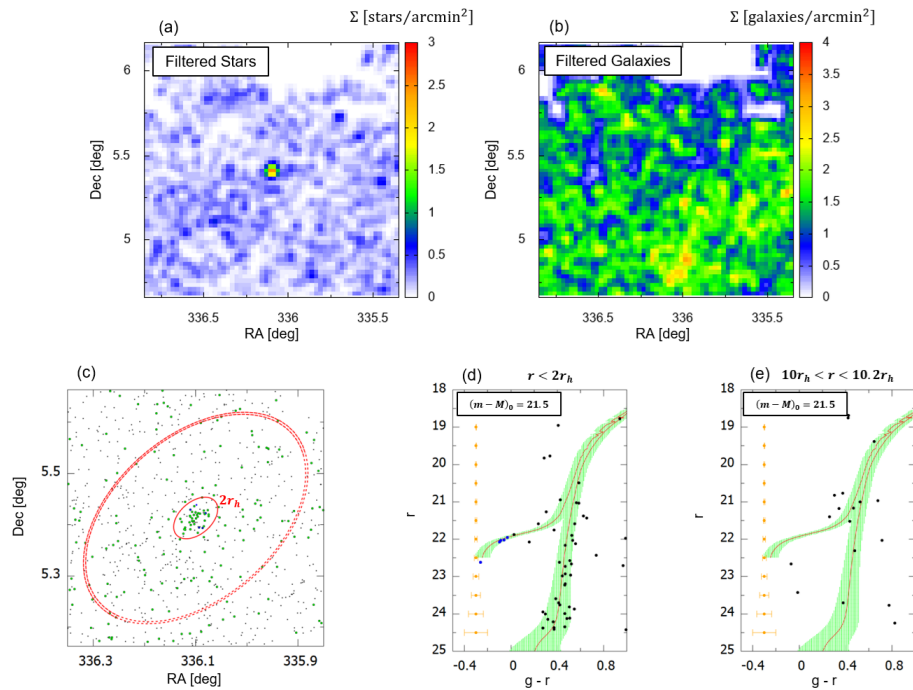 (a)
Σ [stars/arcmin²]
Filtered Stars
6
5.5
5
Dec [deg]
336.5
336
335.5
RA [deg]
3
2.5
2
1.5
1
0.5
0
(b)
Σ [galaxies/arcmin²]
Filtered Galaxies
6
5.5
5
Dec [deg]
336.5
336
335.5
RA [deg]
4
3.5
3
2.5
2
1.5
1
0.5
0
(c)
2r_h
5.5
5.3
Dec [deg]
336.3
336.1
335.9
RA [deg]
(d)
r < 2r_h
(m − M)₀ = 21.5
18
19
20
21
22
23
24
25
r
-0.4
0
0.4
0.8
g - r
(e)
10r_h < r < 10.2r_h
(m − M)₀ = 21.5
18
19
20
21
22
23
24
25
r
-0.4
0
0.4
0.8
g - r